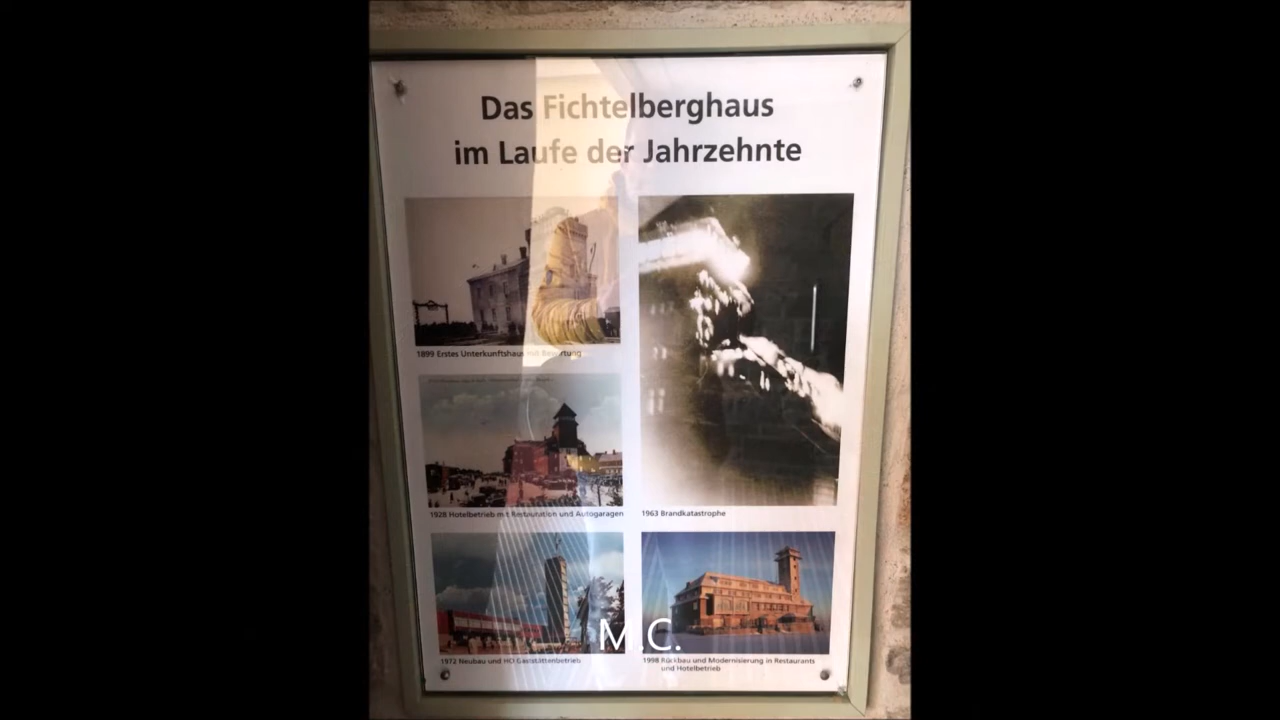 Das Fichtelberghaus
im Laufe der Jahrzehnte
1899 Erstes Unterkunftshaus mit Bewirtung
1928 Hotelbetrieb mit Restauration und Autogaragen
1963 Brandkatastrophe
1972 Neubau und HO Gaststättenbetrieb
1998 Rückbau und Modernisierung in Restaurants
und Hotelbetrieb
M.C.